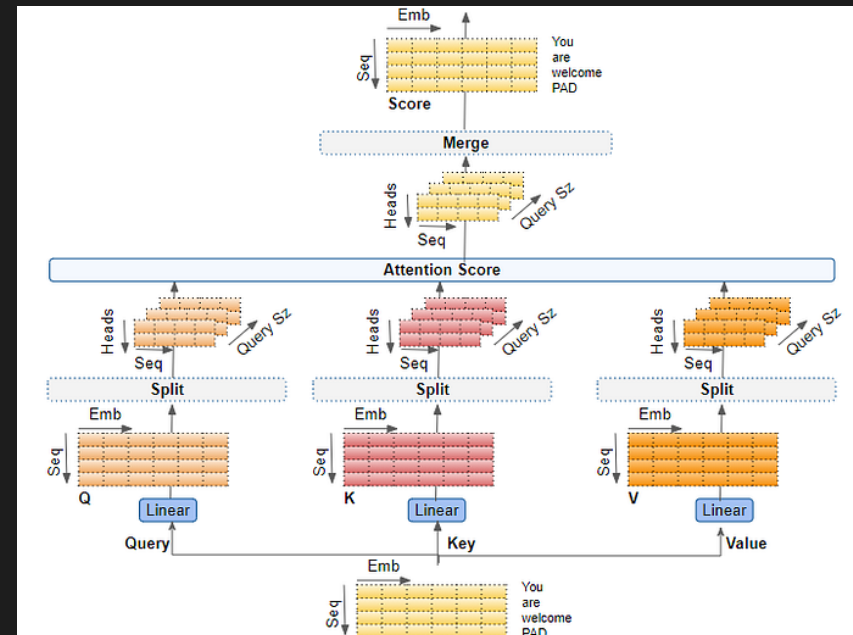 Emb
Seq
You
are
welcome
PAD
Score
Merge
Heads
Query Sz
Seq
Attention Score
Heads
Query Sz
Seq
Heads
Query Sz
Seq
Heads
Query Sz
Seq
Split
Split
Split
Emb
Emb
Emb
Seq
Seq
Seq
Q
K
V
Linear
Linear
Linear
Query
Key
Value
Emb
Seq
You
are
welcome
PAD